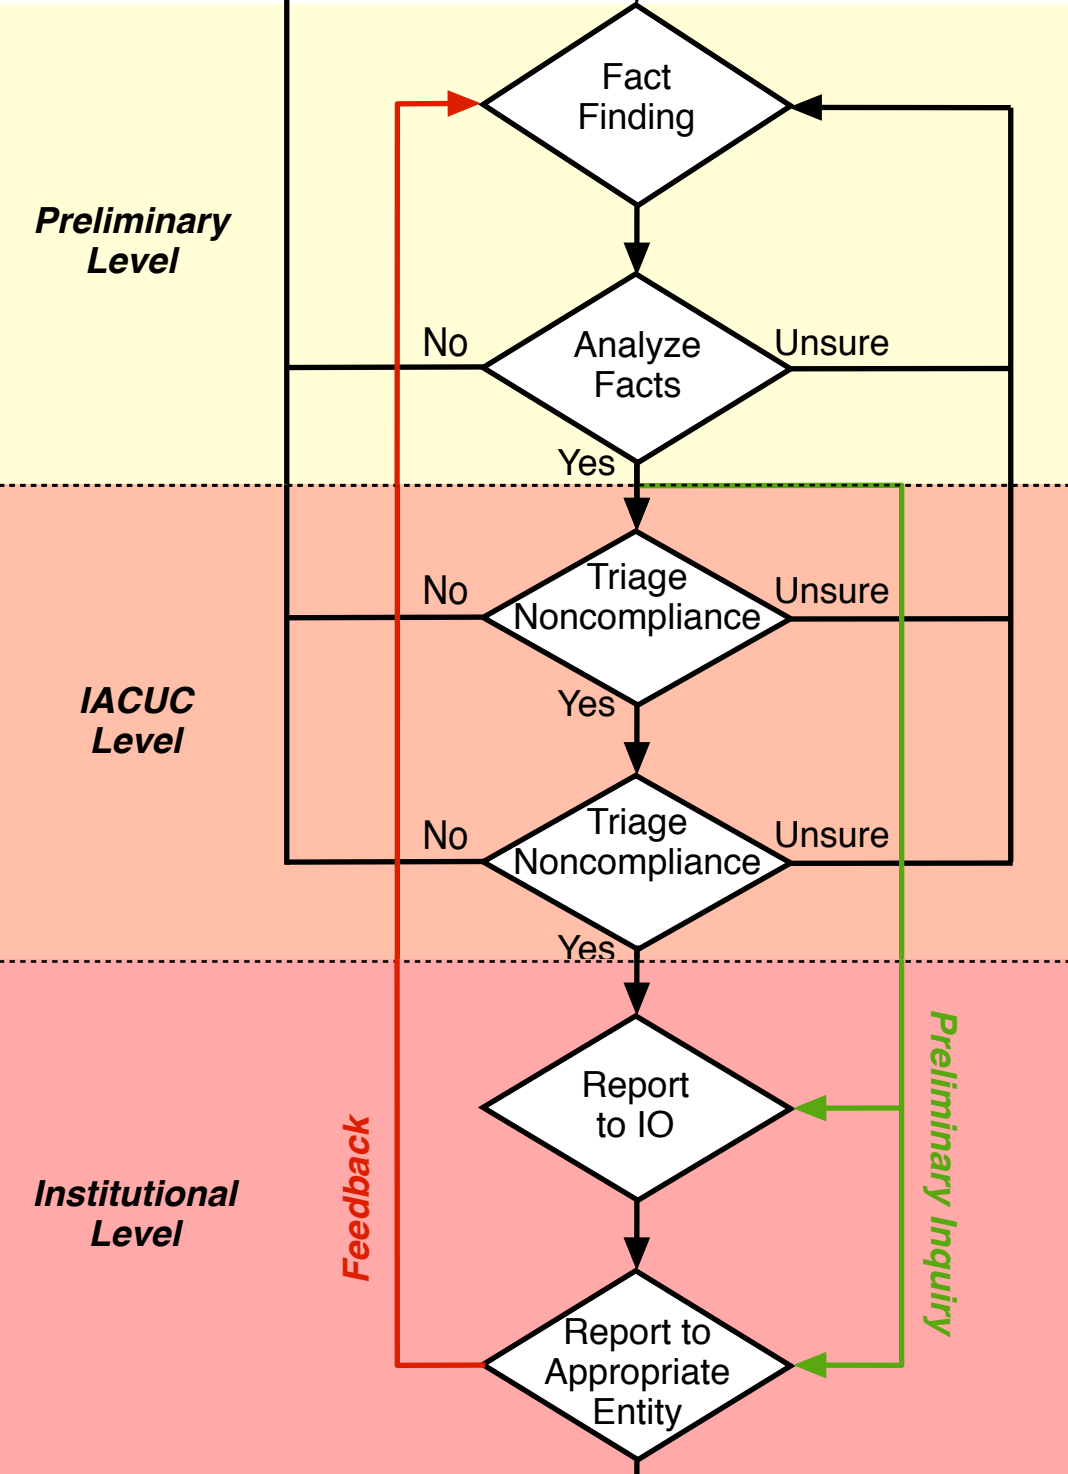 Fact
Finding
Preliminary
Level
No
Analyze
Facts
Unsure
Yes
No
Triage
Noncompliance
Unsure
IACUC
Level
Yes
No
Triage
Noncompliance
Unsure
Yes
Report
to IO
Institutional
Level
Feedback
Preliminary Inquiry
Report to
Appropriate
Entity